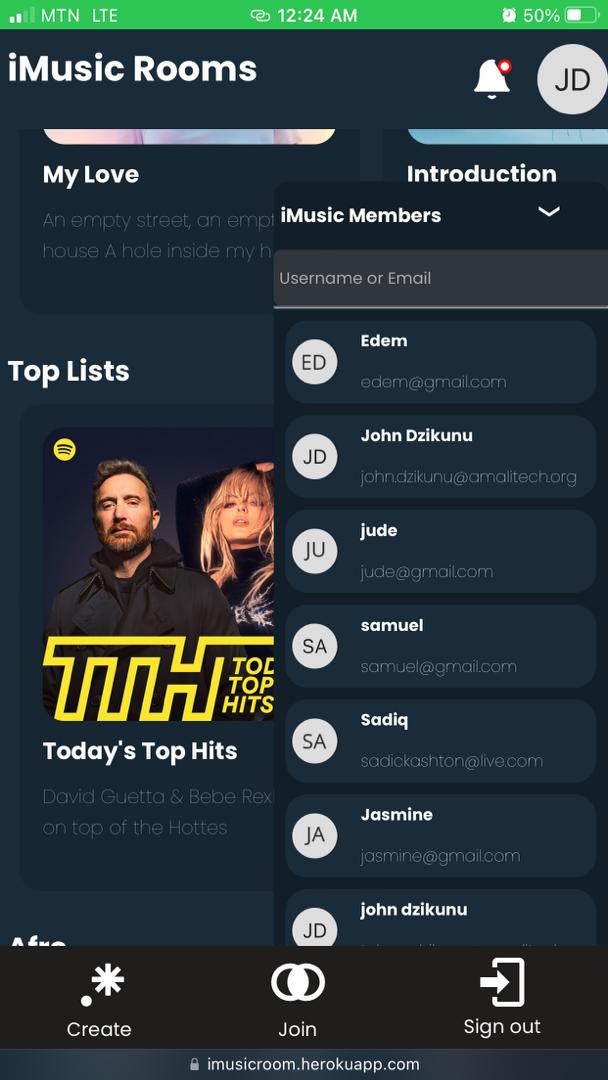 MTN LTE 12:24 AM 50%
iMusic Rooms
JD
My Love
Introduction
An empty street, an empt
house A hole inside my h
iMusic Members
Username or Email
Top Lists
ED
Edem
edem@gmail.com
JD
John Dzikunu
john.dzikunu@amalitech.org
JU
jude
jude@gmail.com
SA
samuel
samuel@gmail.com
SA
Sadiq
sadickashton@live.com
JA
Jasmine
jasmine@gmail.com
JD
john dzikunu
TTH
TOD
TOP
HITS
Today's Top Hits
David Guetta & Bebe Rex
on top of the Hottes
Afro
Create
Join
Sign out
imusicroom.herokuapp.com